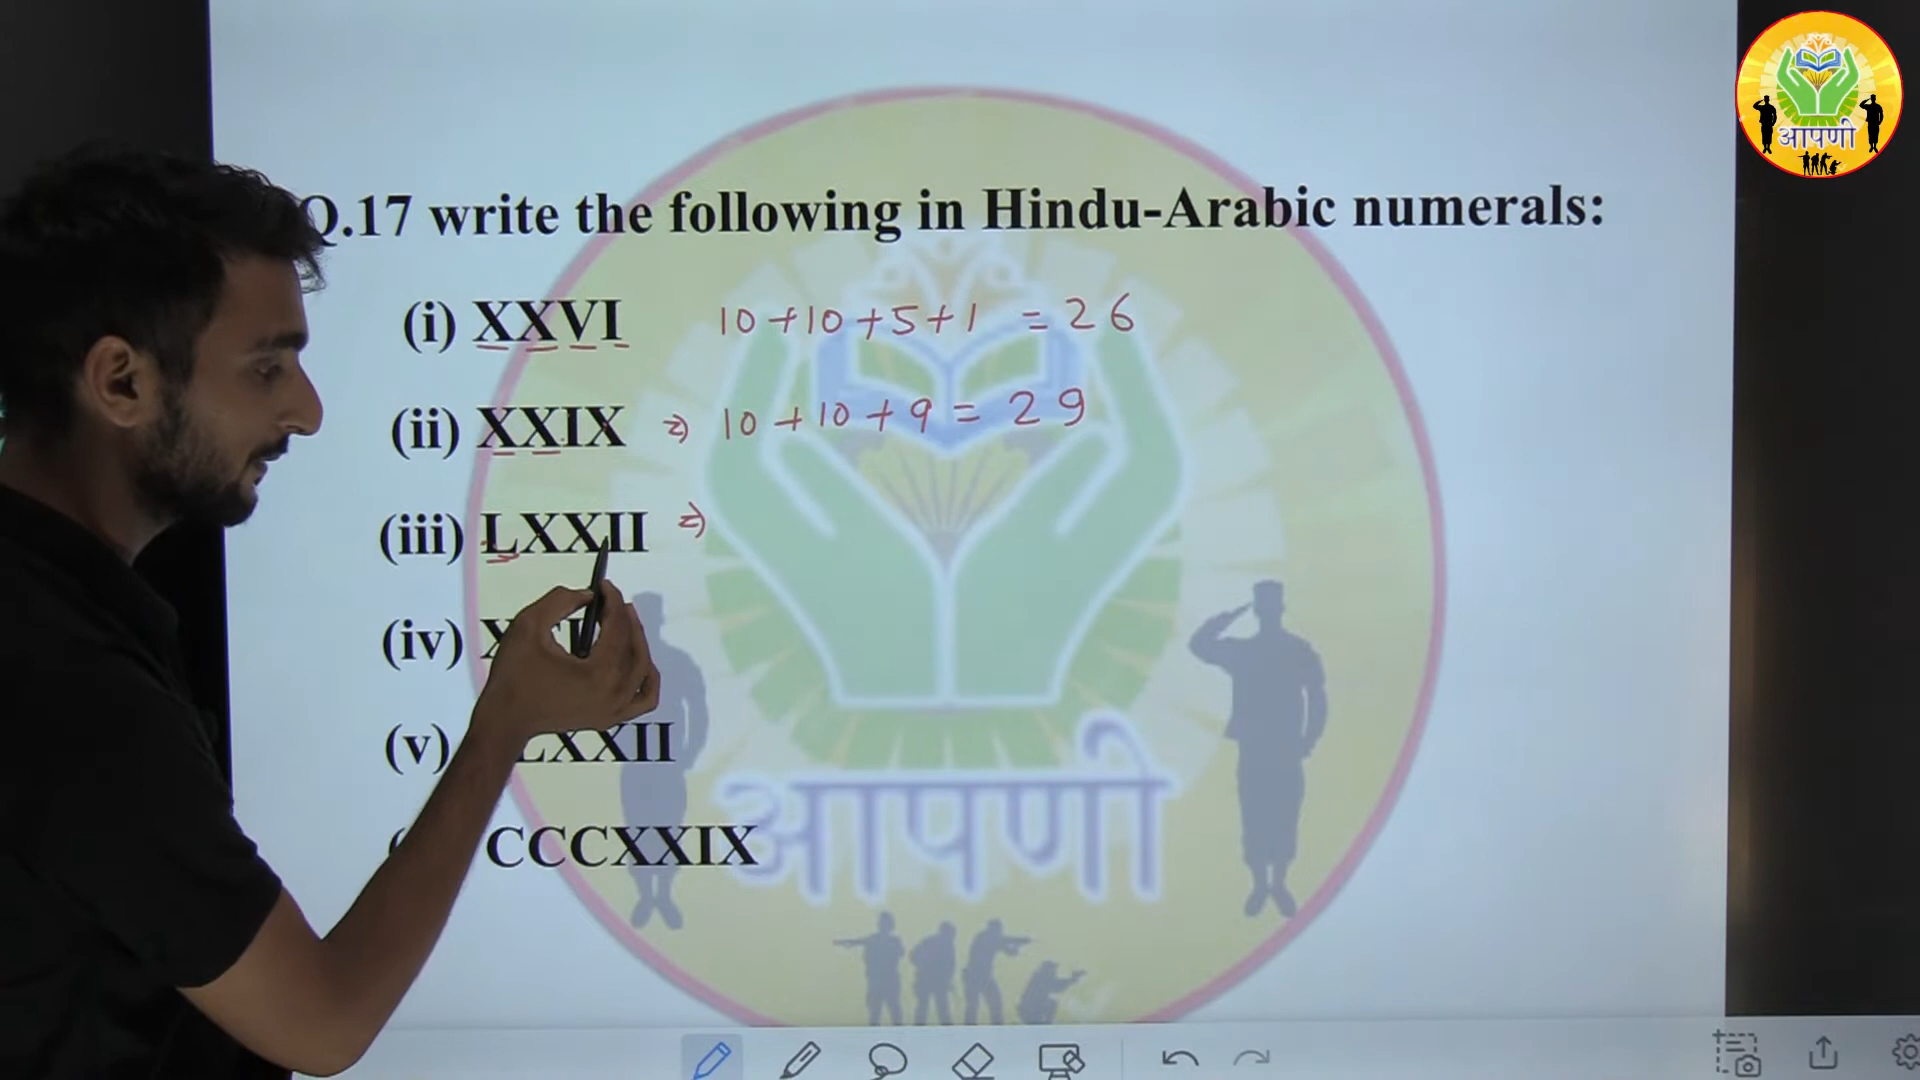 आपणी
Q.17 write the following in Hindu-Arabic numerals:
(i) XXVI 10+10+5+1 = 26
(ii) XXIX ⇒ 10+10+9 = 29
(iii) LXXII ⇒
(iv)
(v) LXXII
CCCXXIX
आपणी